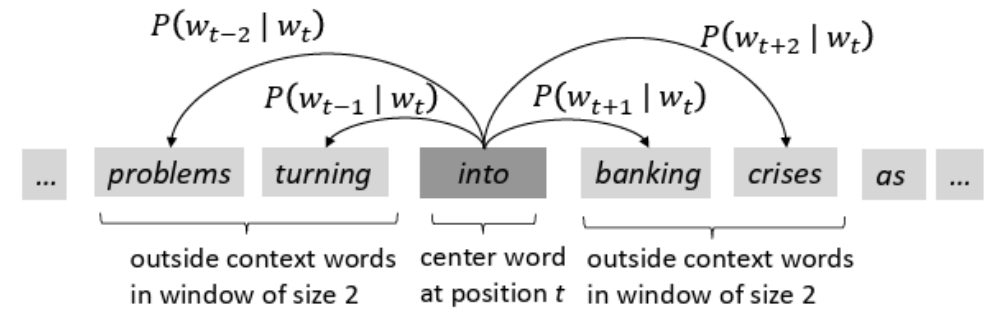 P(w_{t−2} | w_t)
P(w_{t+2} | w_t)
P(w_{t−1} | w_t)
P(w_{t+1} | w_t)
... problems turning into banking crises as ...
outside context words
in window of size 2
center word
at position t
outside context words
in window of size 2